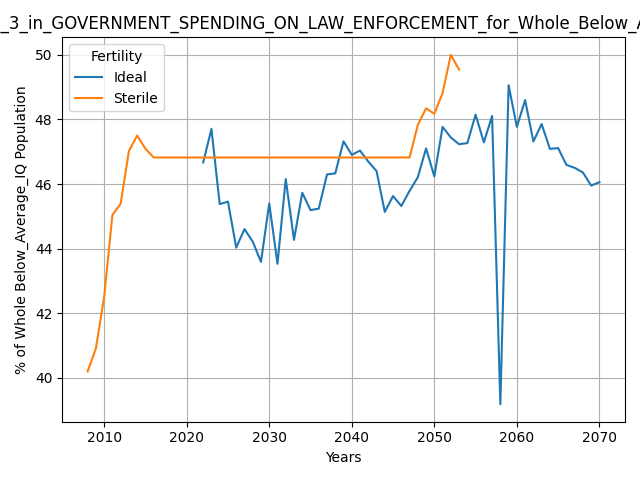 _3_in_GOVERNMENT_SPENDING_ON_LAW_ENFORCEMENT_for_Whole_Below_A
Fertility
Ideal
Sterile
% of Whole Below_Average_IQ Population
50
48
46
44
42
40
2010 2020 2030 2040 2050 2060 2070
Years